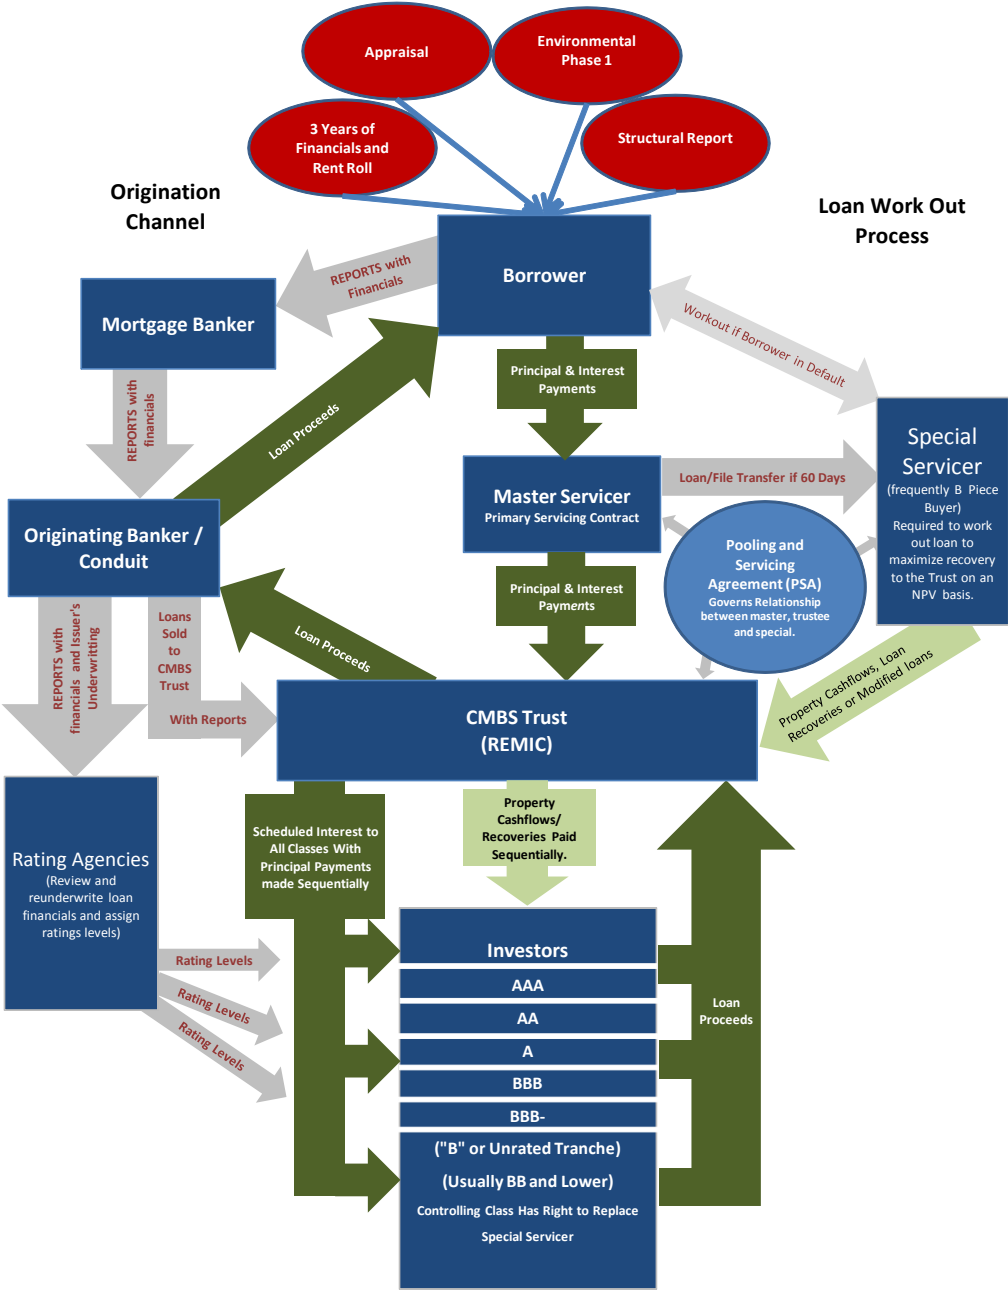 Appraisal
Environmental
Phase 1
3 Years of
Financials and
Rent Roll
Structural Report
Origination
Channel
Loan Work Out
Process
Borrower
REPORTS with
Financials
Mortgage Banker
Workout if Borrower in Default
Principal & Interest
Payments
REPORTS with
financials
Loan Proceeds
Special
Servicer
(frequently B Piece
Buyer)
Required to work
out loan to
maximize recovery
to the Trust on an
NPV basis.
Master Servicer
Primary Servicing Contract
Loan/File Transfer if 60 Days
Originating Banker /
Conduit
Pooling and
Servicing
Agreement (PSA)
Governs Relationship
between master, trustee
and special.
Principal & Interest
Payments
REPORTS with
financials and Issuer's
Underwritting
Loans
Sold
to
CMBS
Trust
With Reports
Loan Proceeds
Property Cashflows, Loan
Recoveries or Modified loans
CMBS Trust
(REMIC)
Scheduled Interest to
All Classes With
Principal Payments
made Sequentially
Property
Cashflows/
Recoveries Paid
Sequentially.
Rating Agencies
(Review and
reunderwrite loan
financials and assign
ratings levels)
Rating Levels
Rating Levels
Rating Levels
Investors
AAA
AA
A
BBB
BBB-
("B" or Unrated Tranche)
(Usually BB and Lower)
Controlling Class Has Right to Replace
Special Servicer
Loan
Proceeds